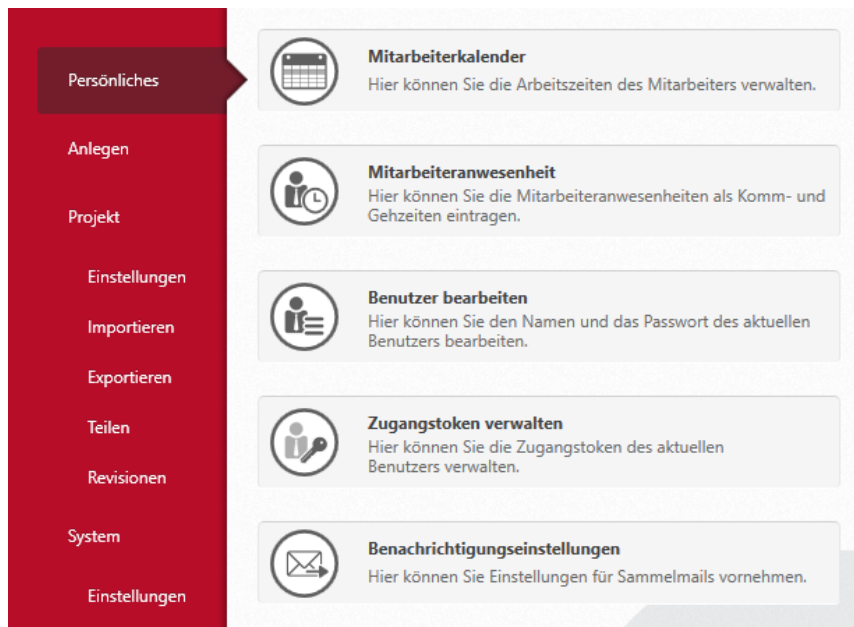 Persönliches
Anlegen
Projekt
Einstellungen
Importieren
Exportieren
Teilen
Revisionen
System
Einstellungen
Mitarbeiterkalender
Hier können Sie die Arbeitszeiten des Mitarbeiters verwalten.
Mitarbeiteranwesenheit
Hier können Sie die Mitarbeiteranwesenheiten als Komm- und
Gehzeiten eintragen.
Benutzer bearbeiten
Hier können Sie den Namen und das Passwort des aktuellen
Benutzers bearbeiten.
Zugangstoken verwalten
Hier können Sie die Zugangstoken des aktuellen
Benutzers verwalten.
Benachrichtigungseinstellungen
Hier können Sie Einstellungen für Sammelmails vornehmen.